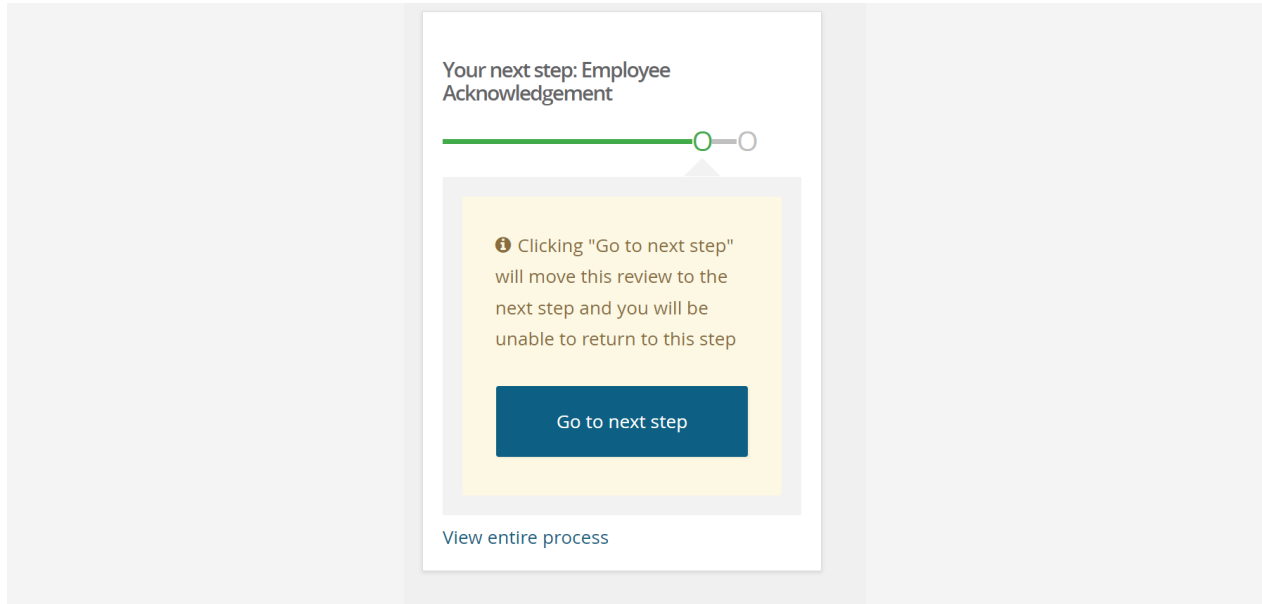 Your next step: Employee
Acknowledgement
Clicking "Go to next step"
will move this review to the
next step and you will be
unable to return to this step
Go to next step
View entire process